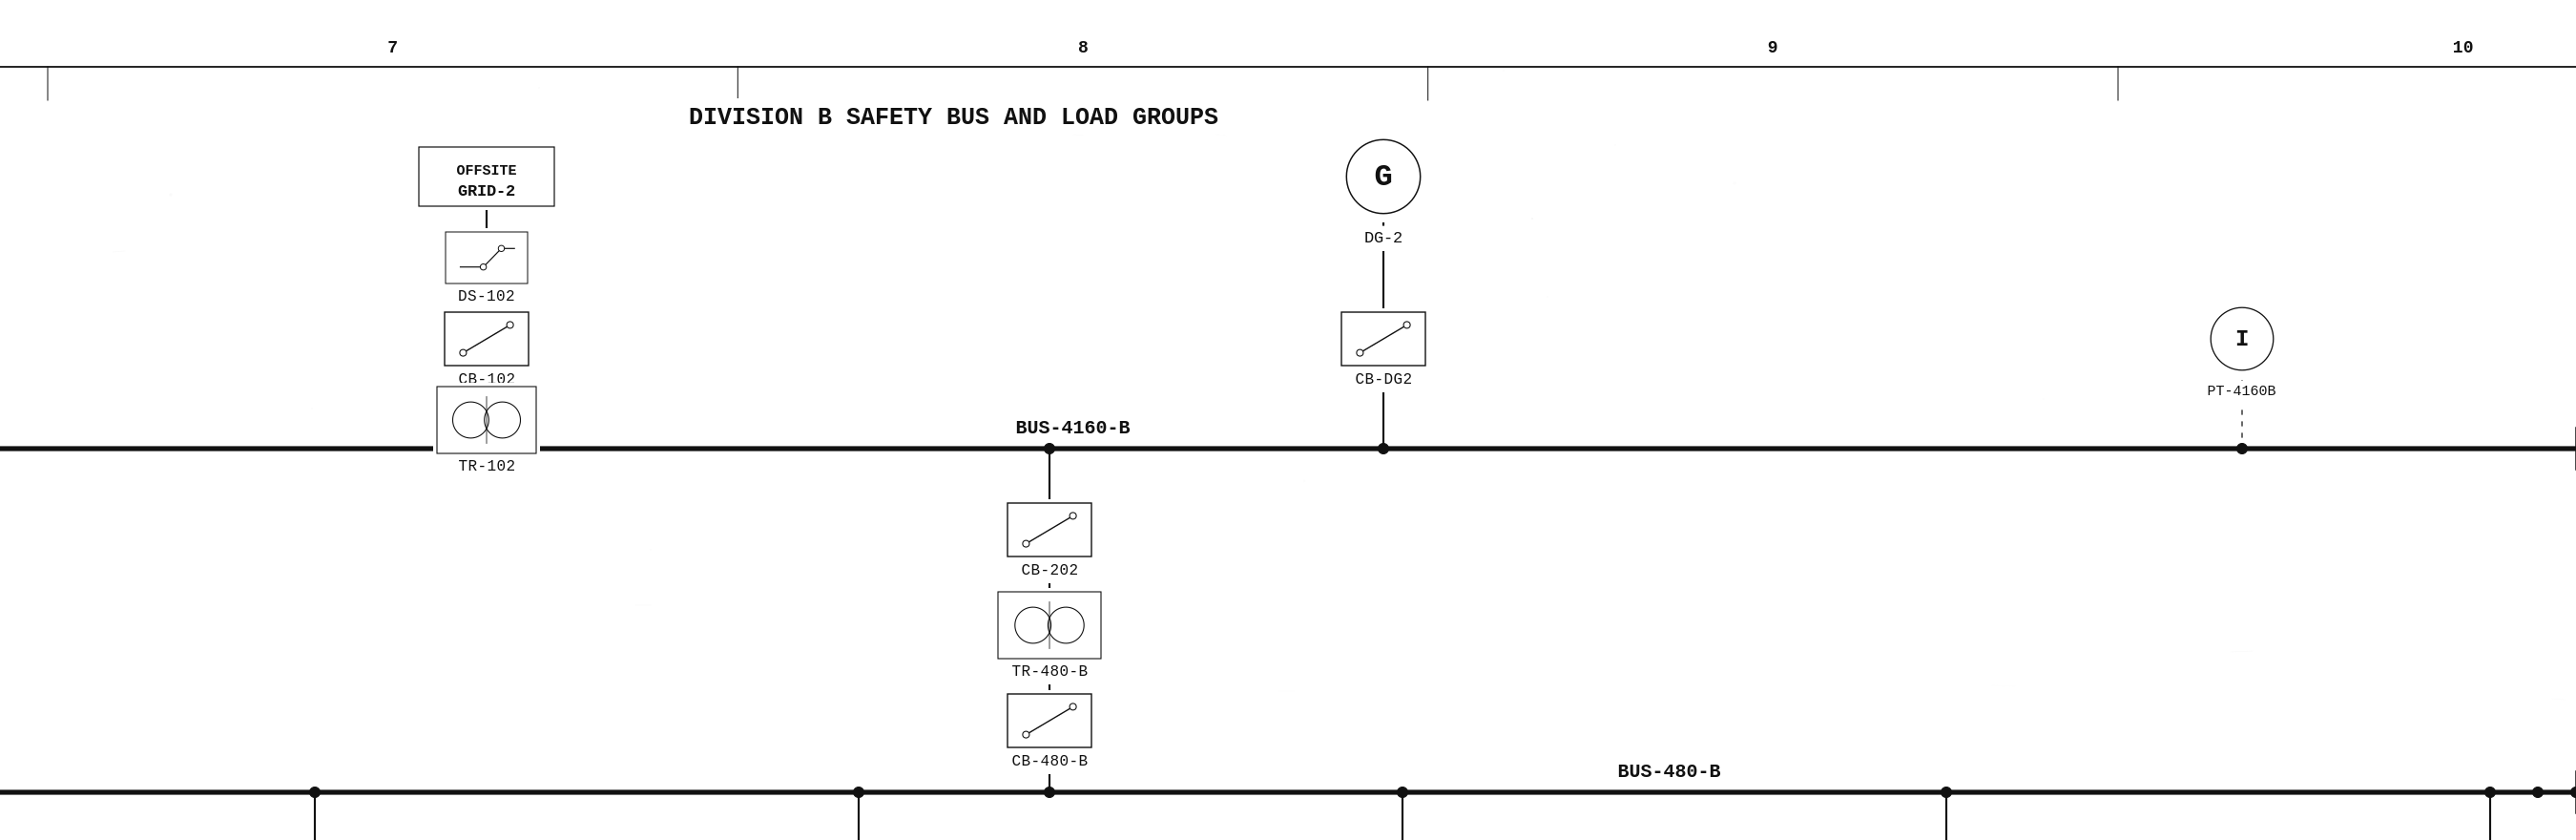 7 8 9 10
DIVISION B SAFETY BUS AND LOAD GROUPS
OFFSITE
GRID-2
G
DG-2
DS-102
CB-102
CB-DG2
I
PT-4160B
BUS-4160-B
TR-102
CB-202
TR-480-B
CB-480-B
BUS-480-B